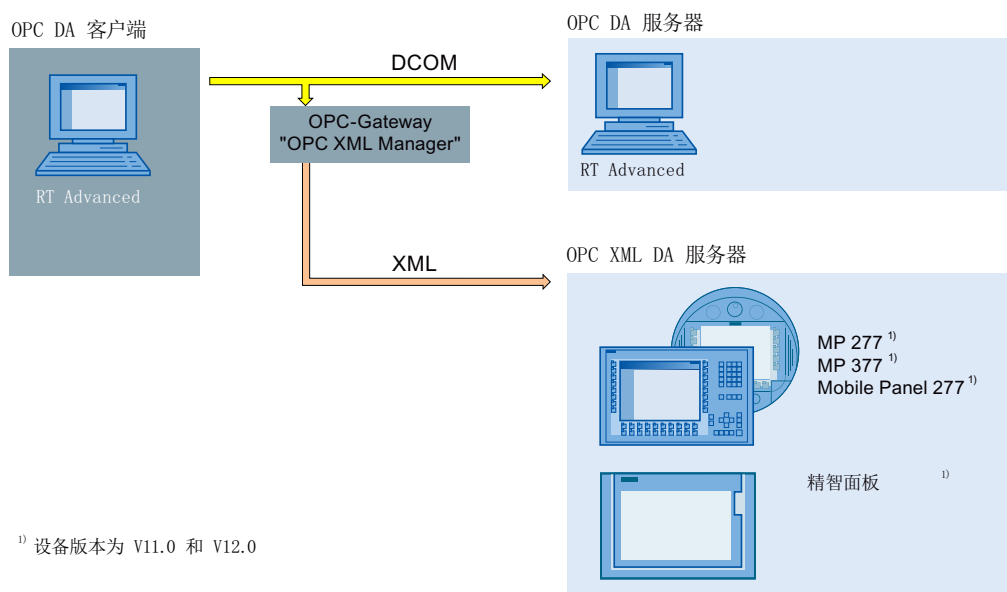 OPC DA 客户端
OPC DA 服务器
DCOM
OPC-Gateway
"OPC XML Manager"
RT Advanced
RT Advanced
OPC XML DA 服务器
XML
MP 277 1)
MP 377 1)
Mobile Panel 277 1)
精智面板 1)
1) 设备版本为 V11.0 和 V12.0